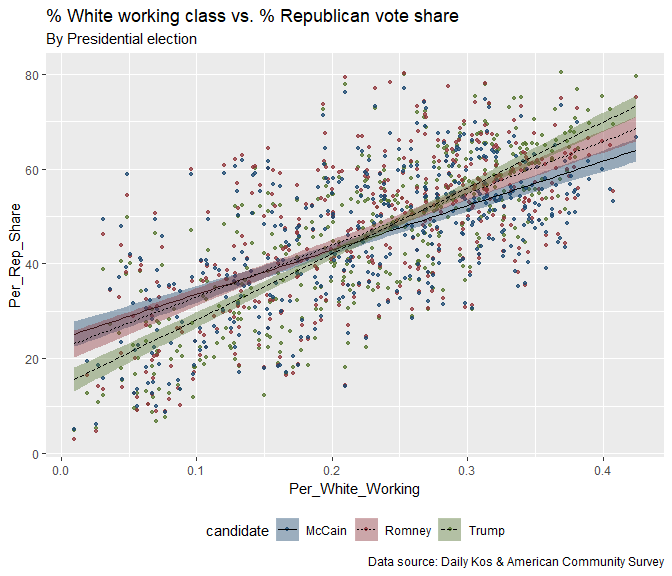 % White working class vs. % Republican vote share
By Presidential election
Per_Rep_Share
80
60
40
20
0
0.0 0.1 0.2 0.3 0.4
Per_White_Working
candidate McCain Romney Trump
Data source: Daily Kos & American Community Survey